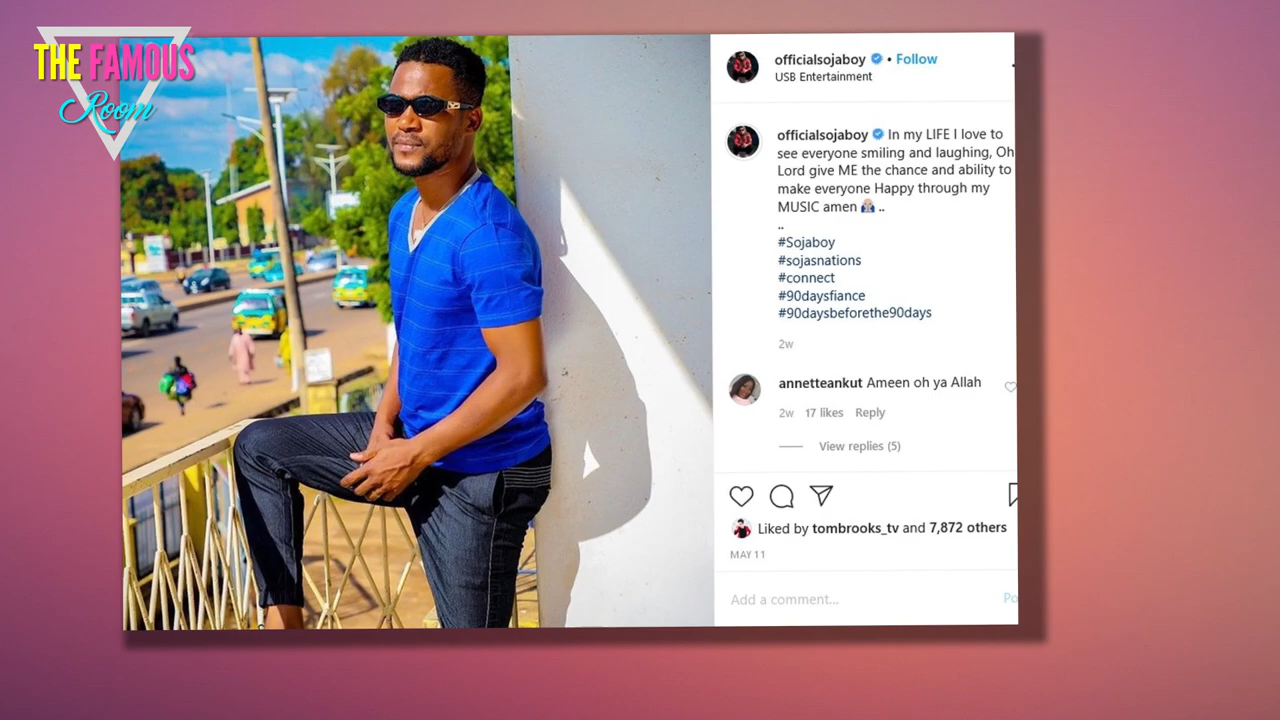 THE FAMOUS
Room
officialsojaboy • Follow
USB Entertainment
officialsojaboy In my LIFE I love to
see everyone smiling and laughing, Oh
Lord give ME the chance and ability to
make everyone Happy through my
MUSIC amen 🙏🏼 ..
..
#Sojaboy
#sojasnations
#connect
#90daysfiance
#90daysbeforethe90days
2w
annetteankut Ameen oh ya Allah
2w 17 likes Reply
View replies (5)
Liked by tombrooks_tv and 7,872 others
MAY 11
Add a comment...
Po